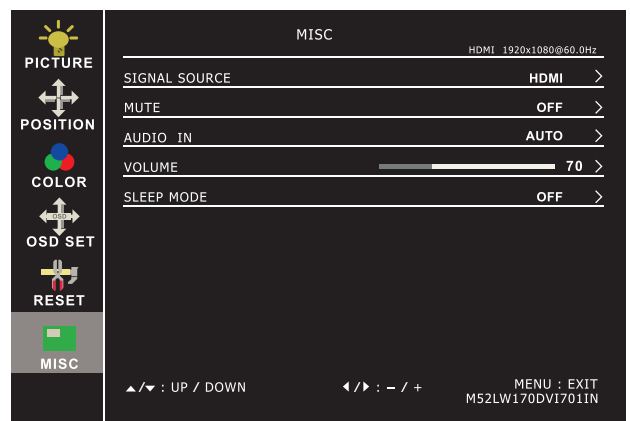 MISC
HDMI 1920x1080@60.0Hz
PICTURE
POSITION
COLOR
OSD
OSD SET
RESET
MISC
SIGNAL SOURCE HDMI >
MUTE OFF >
AUDIO IN AUTO >
VOLUME 70 >
SLEEP MODE OFF >
▲/▼ : UP / DOWN ◀/▶ : – / + MENU : EXIT
M52LW170DVI701IN